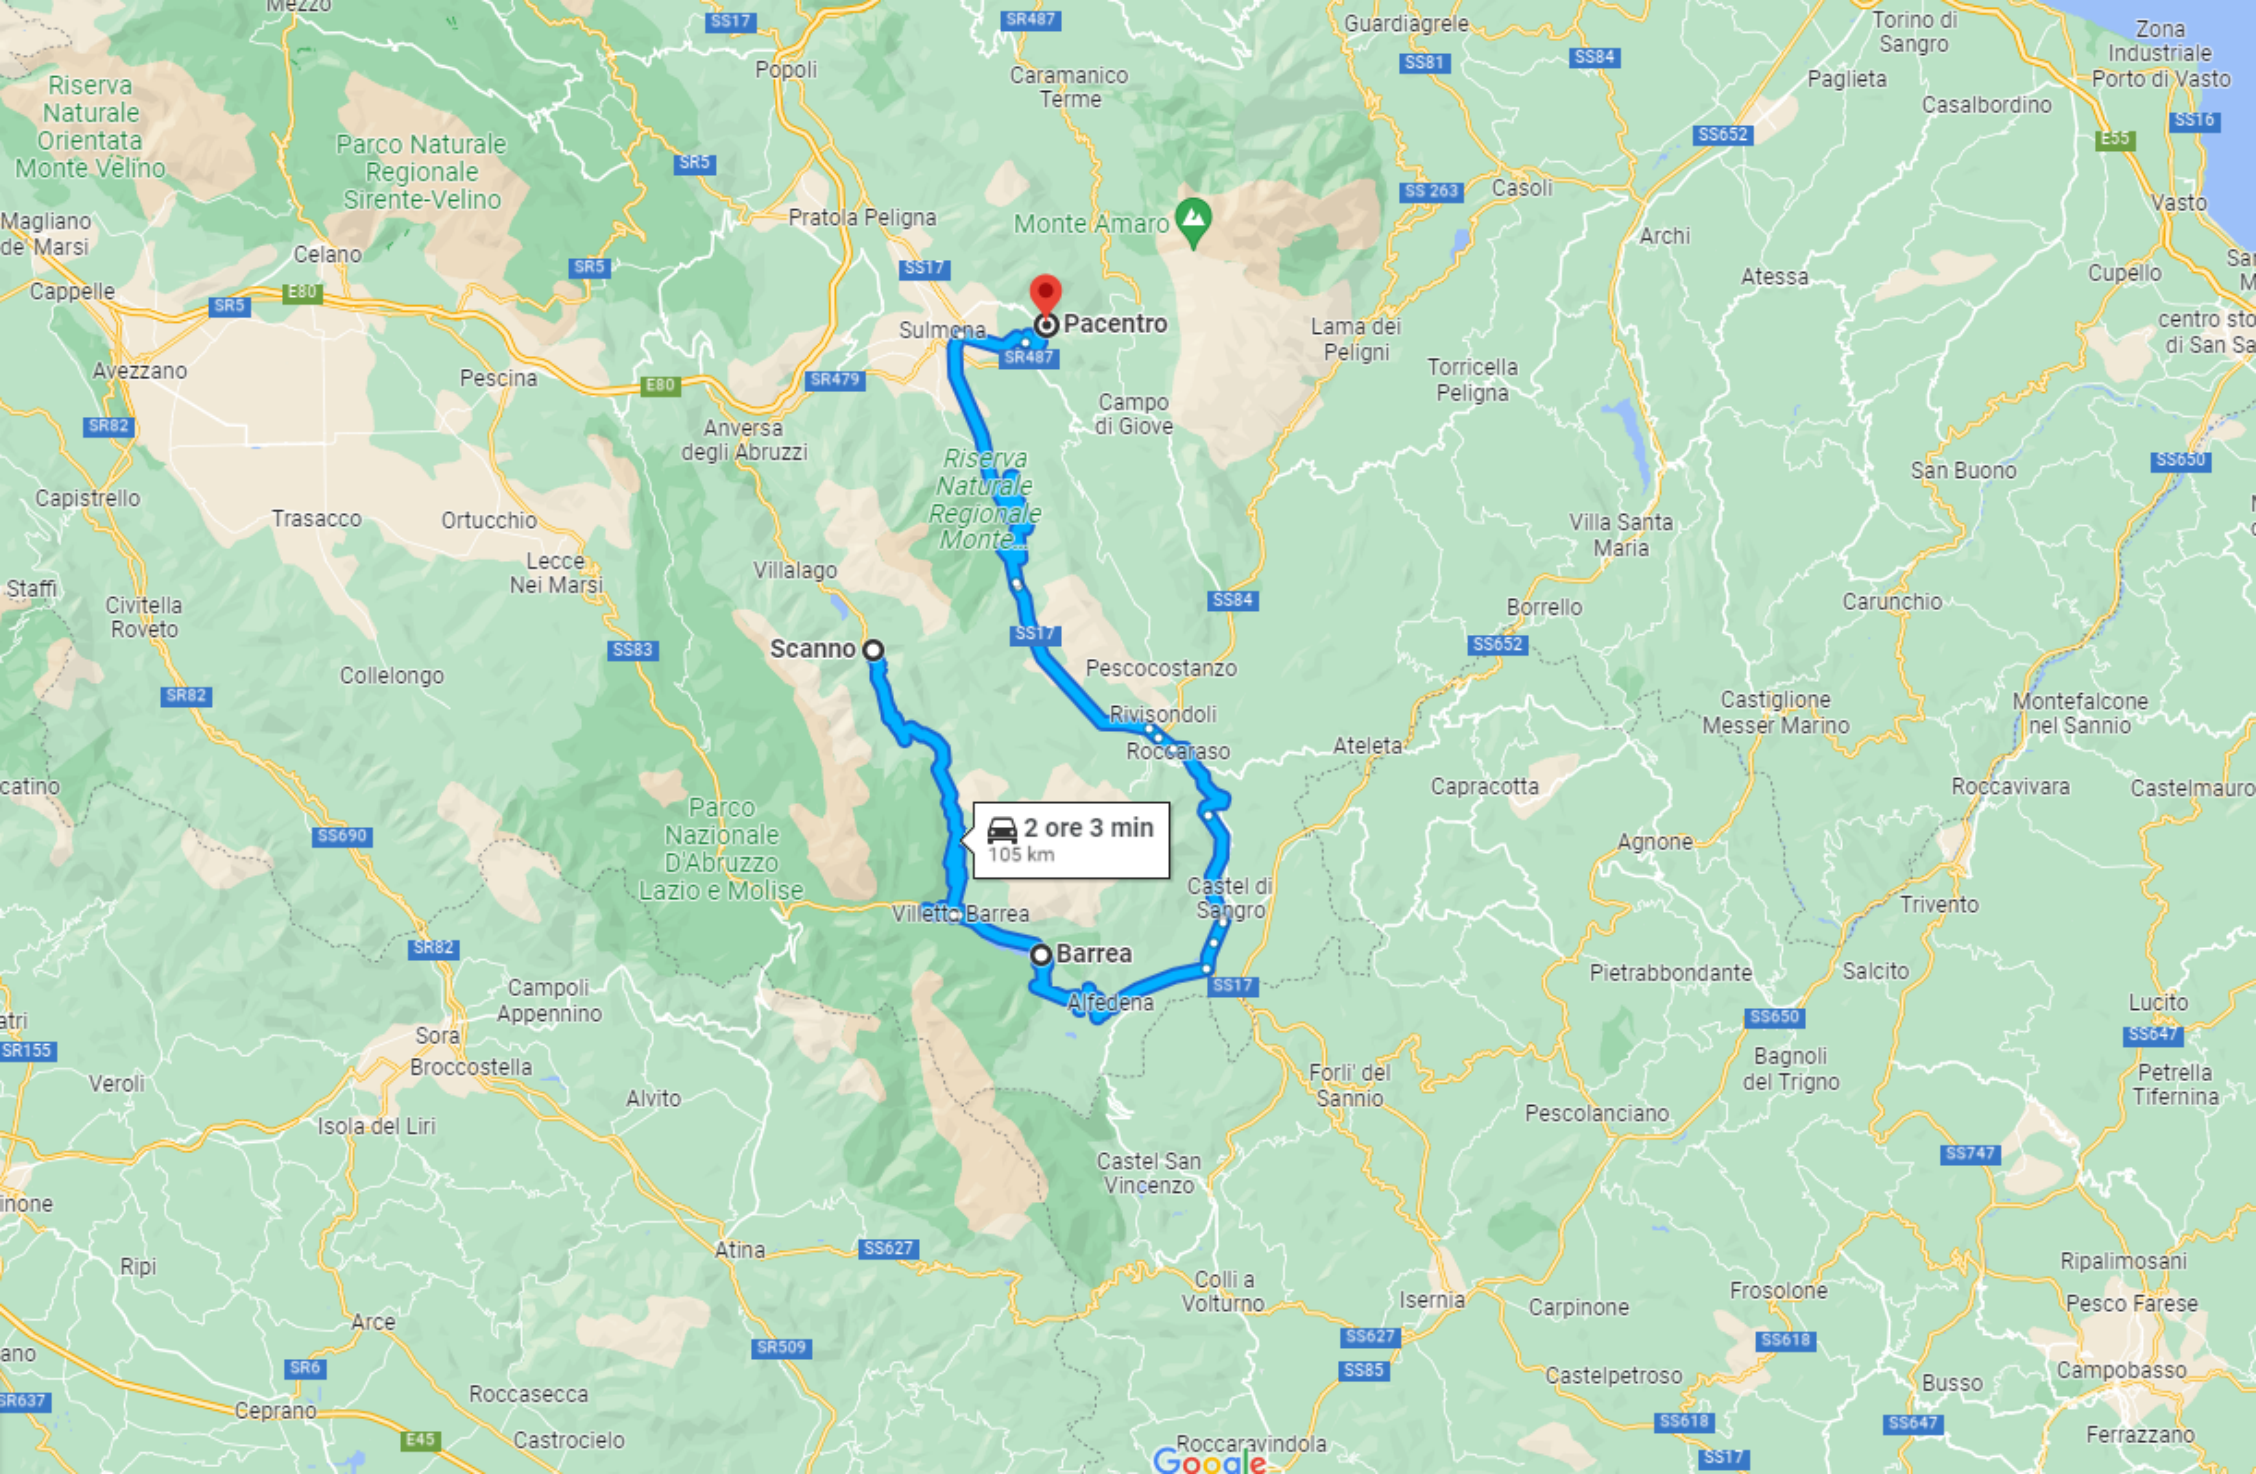 Mezzo
SS17
SR487
Guardiagrele
Torino di
Sangro
Zona
Industriale
Porto di Vasto
SS81
SS84
Paglieta
Popoli
Caramanico
Terme
Casalbordino
Riserva
Naturale
Orientata
Monte Velino
SS16
SS652
E55
Parco Naturale
Regionale
Sirente-Velino
SR5
SS 263
Casoli
Vasto
Magliano
de' Marsi
Pratola Peligna
Monte Amaro
Archi
Celano
SR5
SS17
Atessa
Cupello
Cappelle
E80
SR5
Sulmona
Pacentro
Lama dei
Peligni
centro sto
di San Sa
SR487
Avezzano
Pescina
E80
SR479
Torricella
Peligna
SR82
Anversa
degli Abruzzi
Campo
di Giove
Riserva
Naturale
Regionale
Monte...
San Buono
SS650
Capistrello
Trasacco
Ortucchio
Villa Santa
Maria
Lecce
Nei Marsi
Villalago
Staffi
Civitella
Roveto
SS84
Borrello
Carunchio
SS17
SS83
Scanno
SS652
Collelongo
Pescocostanzo
SR82
Rivisondoli
Castiglione
Messer Marino
Montefalcone
nel Sannio
Roccaraso
Ateleta
catino
Capracotta
Roccavivara
Castelmauro
Parco
Nazionale
D'Abruzzo
Lazio e Molise
2 ore 3 min
105 km
SS690
Agnone
Castel di
Sangro
Villetta Barrea
Trivento
SR82
Barrea
Pietrabbondante
Salcito
Campoli
Appennino
Alfedena
SS17
Lucito
atri
SS650
Sora
SS647
SR155
Broccostella
Bagnoli
del Trigno
Veroli
Alvito
Forli' del
Sannio
Petrella
Tifernina
Isola del Liri
Pescolanciano
SS747
Castel San
Vincenzo
inone
Atina
SS627
Ripi
Ripalimosani
Colli a
Volturno
Isernia
Carpinone
Frosolone
Pesco Farese
Arce
SS627
SS618
SR509
ano
SR6
SS85
Castelpetroso
Campobasso
Busso
SR637
Roccasecca
Ceprano
SS618
SS647
E45
Castrocielo
Roccaravindola
Ferrazzano
SS17
Google